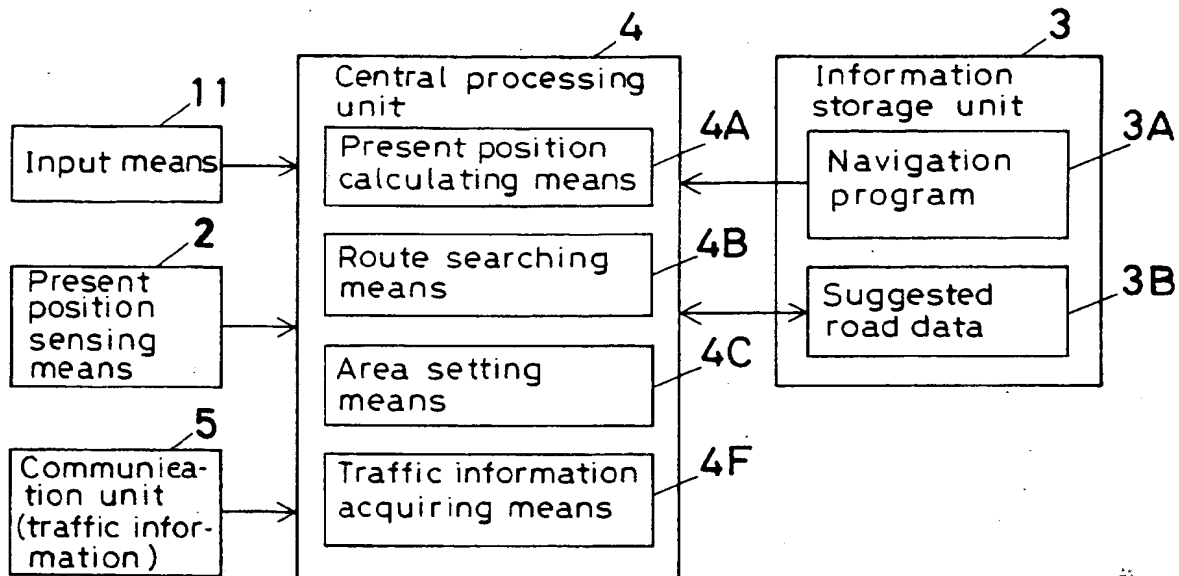 11
Input means
2
Present
position
sensing
means
5
Communica-
tion unit
(traffic infor-
mation)
4
Central processing
unit
4A
Present position
calculating means
4B
Route searching
means
4C
Area setting
means
4F
Traffic information
acquiring means
3
Information
storage unit
3A
Navigation
program
3B
Suggested
road data